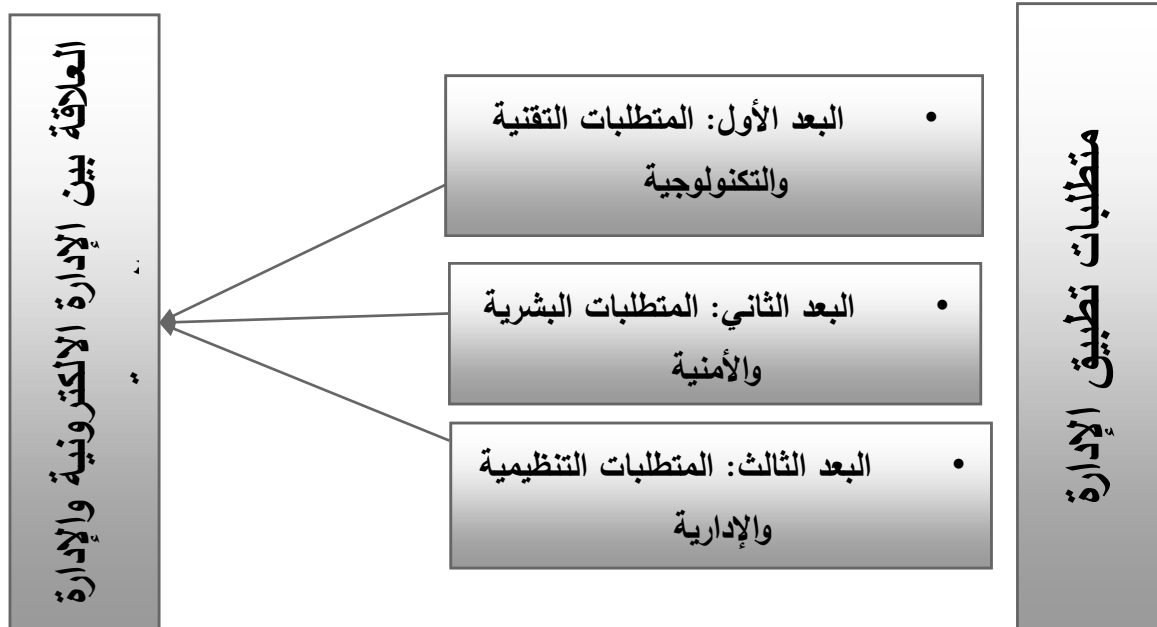 متطلبات تطبيق الإدارة
• البعد الأول: المتطلبات التقنية
والتكنولوجية
• البعد الثاني: المتطلبات البشرية
والأمنية
• البعد الثالث: المتطلبات التنظيمية
والإدارية
العلاقة بين الإدارة الالكترونية والإدارة